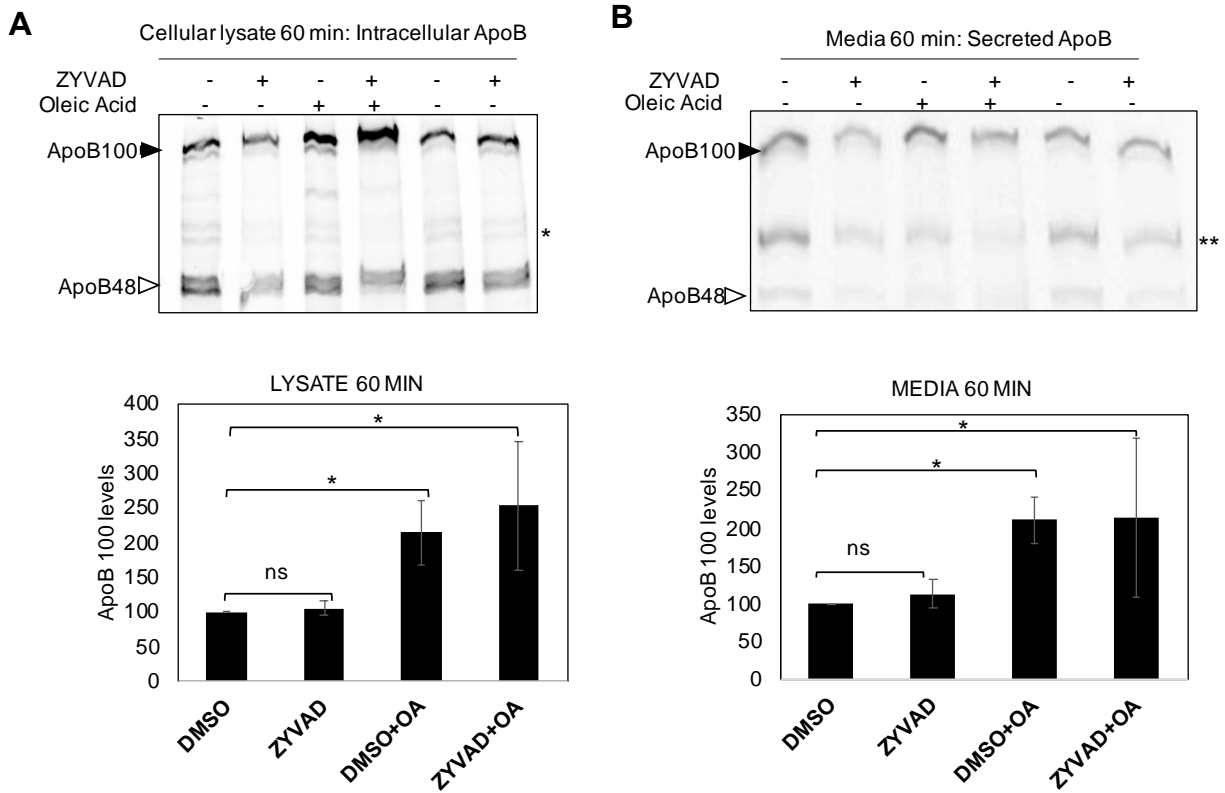 A
Cellular lysate 60 min: Intracellular ApoB
ZYVAD - + - + - +
Oleic Acid - - + + - -
ApoB100
*
ApoB48
LYSATE 60 MIN
ApoB 100 levels
400
350
300
250
200
150
100
50
0
*
*
ns
DMSO
ZYVAD
DMSO+OA
ZYVAD+OA
B
Media 60 min: Secreted ApoB
ZYVAD - + - + - +
Oleic Acid - - + + - -
ApoB100
**
ApoB48
MEDIA 60 MIN
ApoB 100 levels
350
300
250
200
150
100
50
0
*
*
ns
DMSO
ZYVAD
DMSO+OA
ZYVAD+OA